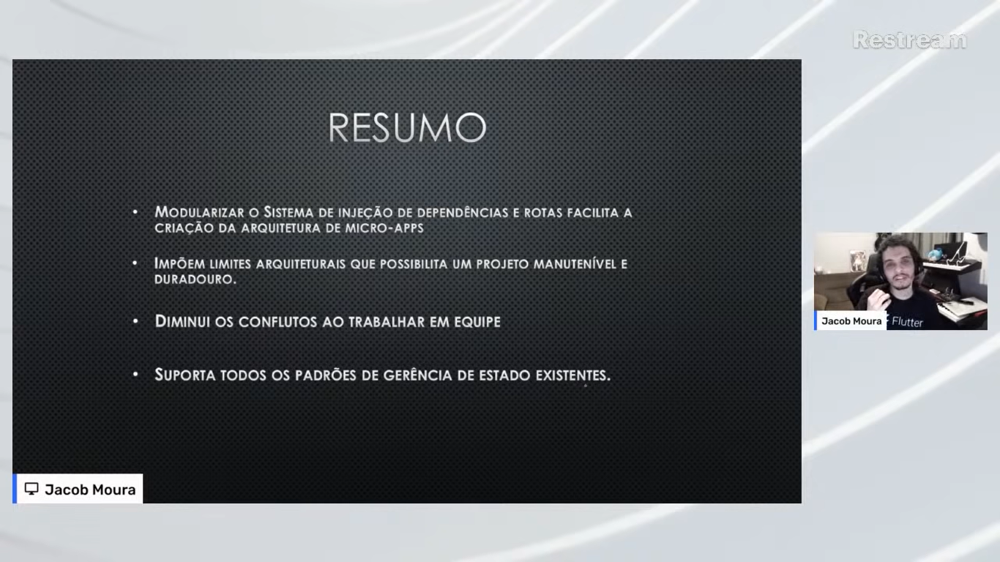 Restream
RESUMO
• MODULARIZAR O SISTEMA DE INJEÇÃO DE DEPENDÊNCIAS E ROTAS FACILITA A
CRIAÇÃO DA ARQUITETURA DE MICRO-APPS
• IMPÕEM LIMITES ARQUITETURAIS QUE POSSIBILITA UM PROJETO MANUTENÍVEL E
DURADOURO.
• DIMINUI OS CONFLUTOS AO TRABALHAR EM EQUIPE
• SUPORTA TODOS OS PADRÕES DE GERÊNCIA DE ESTADO EXISTENTES.
Jacob Moura
Flutter
Jacob Moura